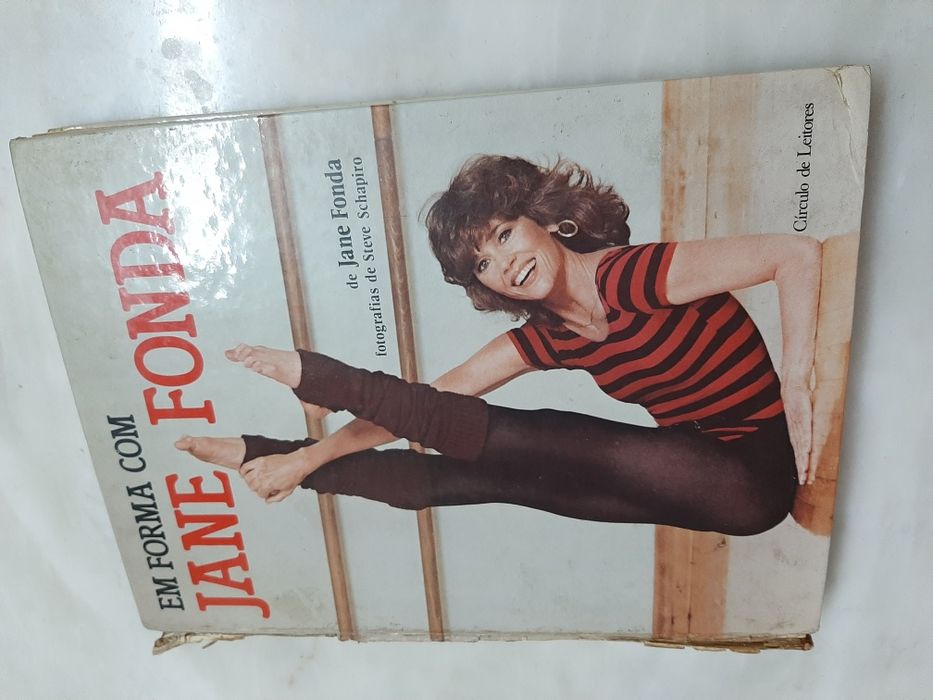 EM FORMA COM
JANE FONDA
de Jane Fonda
fotografias de Steve Schapiro
Círculo de Leitores